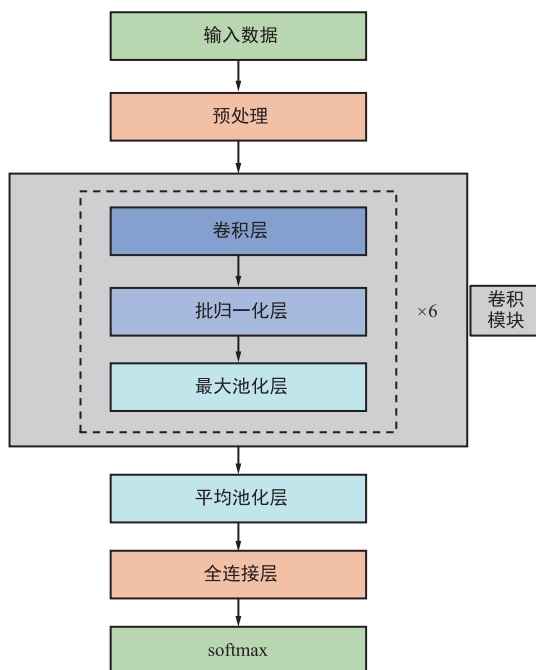 输入数据
预处理
卷积层
批归一化层
×6
卷积
模块
最大池化层
平均池化层
全连接层
softmax